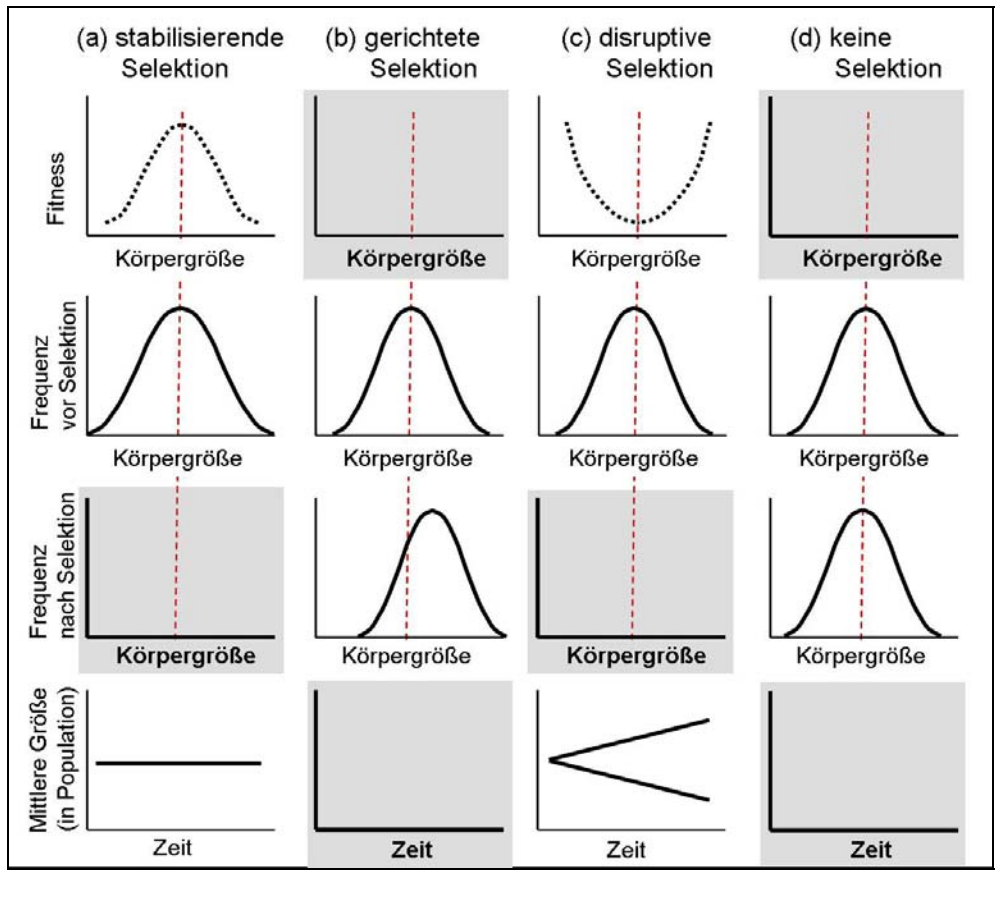 (a) stabilisierende
Selektion
(b) gerichtete
Selektion
(c) disruptive
Selektion
(d) keine
Selektion
Fitness
Körpergröße
Körpergröße
Körpergröße
Körpergröße
Frequenz
vor Selektion
Körpergröße
Körpergröße
Körpergröße
Körpergröße
Frequenz
nach Selektion
Körpergröße
Körpergröße
Körpergröße
Körpergröße
Mittlere Größe
(in Population)
Zeit
Zeit
Zeit
Zeit